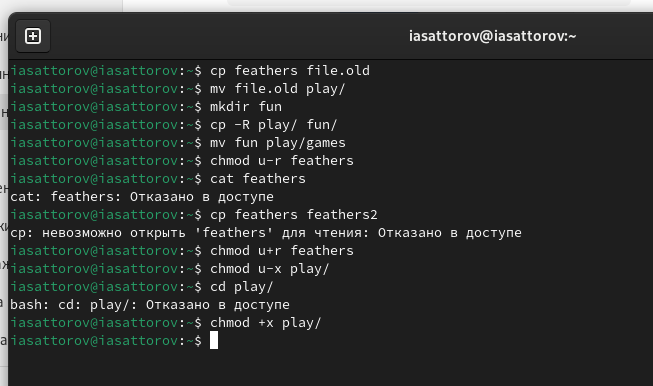 iasattorov@iasattorov:~
iasattorov@iasattorov:~$ cp feathers file.old
iasattorov@iasattorov:~$ mv file.old play/
iasattorov@iasattorov:~$ mkdir fun
iasattorov@iasattorov:~$ cp -R play/ fun/
iasattorov@iasattorov:~$ mv fun play/games
iasattorov@iasattorov:~$ chmod u-r feathers
iasattorov@iasattorov:~$ cat feathers
cat: feathers: Отказано в доступе
iasattorov@iasattorov:~$ cp feathers feathers2
cp: невозможно открыть 'feathers' для чтения: Отказано в доступе
iasattorov@iasattorov:~$ chmod u+r feathers
iasattorov@iasattorov:~$ chmod u-x play/
iasattorov@iasattorov:~$ cd play/
bash: cd: play/: Отказано в доступе
iasattorov@iasattorov:~$ chmod +x play/
iasattorov@iasattorov:~$